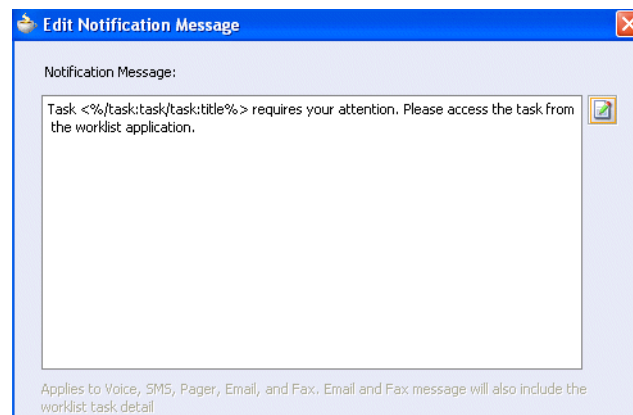 Edit Notification Message
Notification Message:
Task <%/task:task/task:title%> requires your attention. Please access the task from
the worklist application.
Applies to Voice, SMS, Pager, Email, and Fax. Email and Fax message will also include the
worklist task detail